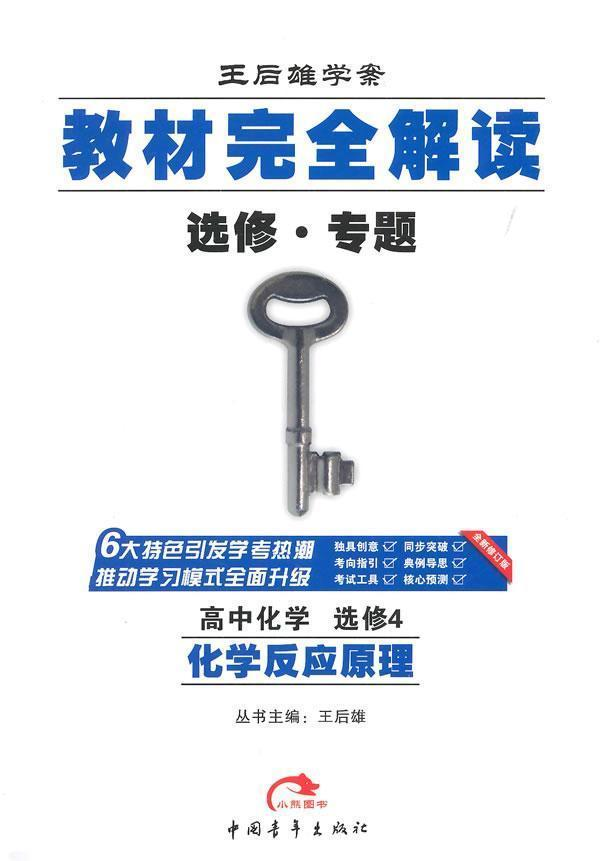 王后雄学案
教材完全解读
选修·专题
6大特色引发学考热潮
推动学习模式全面升级
独具创意 同步突破
考向指引 典例导思
考试工具 核心预测
全新修订版
高中化学 选修4
化学反应原理
丛书主编：王后雄
小熊图书
中国青年出版社